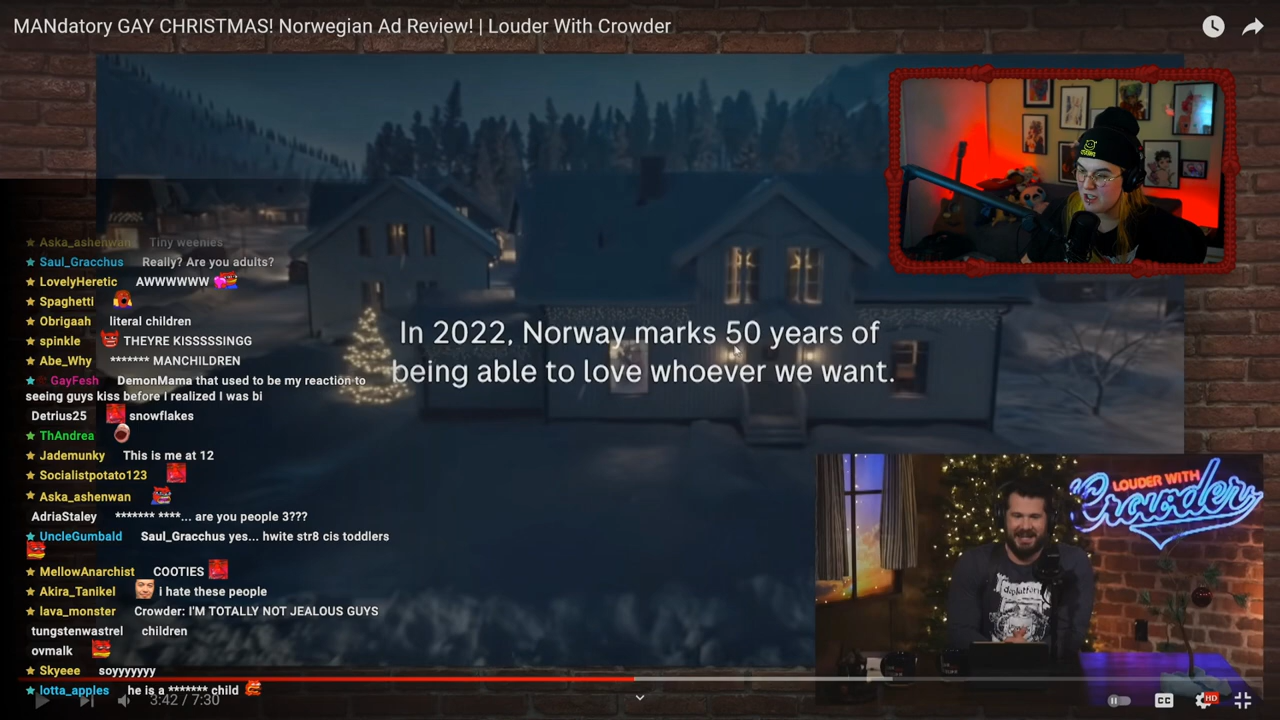 MANdatory GAY CHRISTMAS! Norwegian Ad Review! | Louder With Crowder
Aska_ashenwan Tiny weenies
Saul_Gracchus Really? Are you adults?
LovelyHeretic AWWWWWW
Spaghetti
Obrigaah literal children
spinkle THEYRE KISSSSSINGG
Abe_Why ******* MANCHILDREN
GayFesh DemonMama that used to be my reaction to
seeing guys kiss before I realized I was bi
Detrius25 snowflakes
ThAndrea
Jademunky This is me at 12
Socialistpotato123
Aska_ashenwan
AdriaStaley ******* ****... are you people 3???
UncleGumbald Saul_Gracchus yes... hwite str8 cis toddlers
MellowAnarchist COOTIES
Akira_Tanikel i hate these people
lava_monster Crowder: I'M TOTALLY NOT JEALOUS GUYS
tungstenwastrel children
ovmalk
Skyeee soyyyyyyy
lotta_apples he is a ******* child
In 2022, Norway marks 50 years of
being able to love whoever we want.
LOUDER WITH
Crowder
3:42 / 7:30
CC
HD